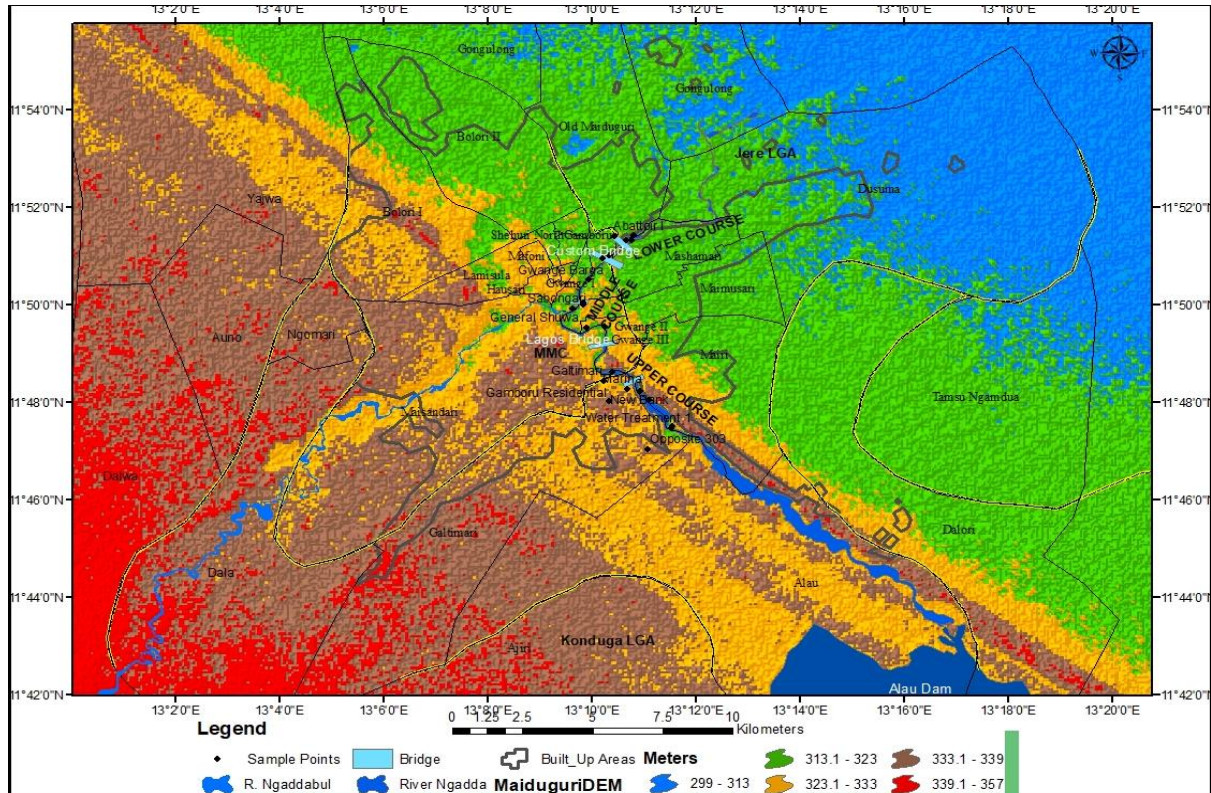 13°2'0"E 13°4'0"E 13°6'0"E 13°8'0"E 13°10'0"E 13°12'0"E 13°14'0"E 13°16'0"E 13°18'0"E 13°20'0"E
Gongulong
N
W
S
Gongulong
11°54'0"N 11°54'0"N
Bolori II
Old Maiduguri
Jere LGA
Dusuma
Yajwa
11°52'0"N 11°52'0"N
Bolori I
Abattoir
Shehuri North Gamboru
LOWER COURSE
Custom Bridge
Mafoni
Mashamari
Gwange Barga
Lamisula
Gwange I
Hausari
Maimusari
Sabongari
11°50'0"N 11°50'0"N
MIDDLE
COURSE
General Shuwa
Gwange II
Auno
Ngomari
Lagos Bridge
Gwange III
MMC
Mairi
Galtimari
UPPER COURSE
Gamboru Residential
New Bank
Tamsu Ngamdua
11°48'0"N 11°48'0"N
Maisandari
Water Treatment
Opposite 303
Dajwa
11°46'0"N 11°46'0"N
Galtimari
Dalori
Dala
Alau
11°44'0"N 11°44'0"N
Konduga LGA
Ajiri
Alau Dam
11°42'0"N 11°42'0"N
13°2'0"E 13°4'0"E 13°6'0"E 13°8'0"E 13°10'0"E 13°12'0"E 13°14'0"E 13°16'0"E 13°18'0"E 13°20'0"E
Legend
0 1.25 2.5 5 7.5 10
Kilometers
Sample Points Bridge Built_Up Areas Meters 313.1 - 323 333.1 - 339
R. Ngaddabul River Ngadda MaiduguriDEM 299 - 313 323.1 - 333 339.1 - 357